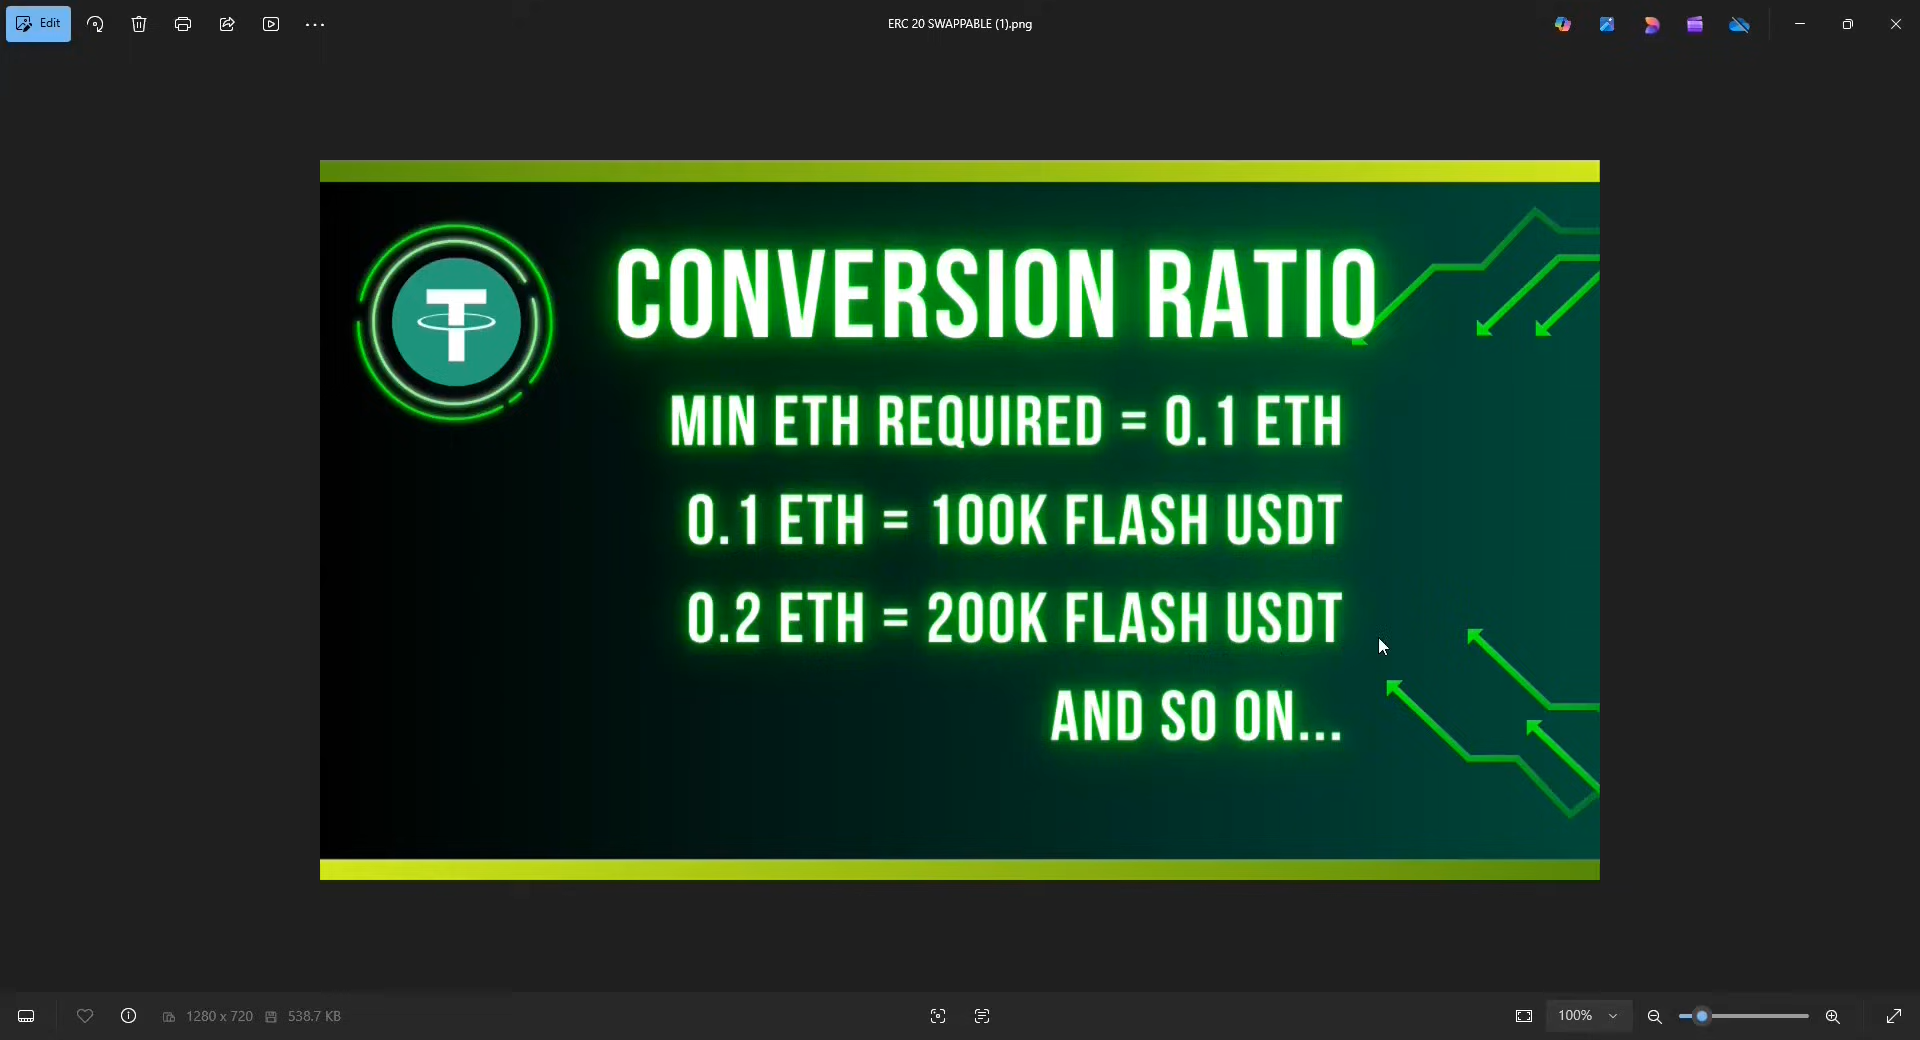 Edit
ERC 20 SWAPPABLE (1).png
CONVERSION RATIO
MIN ETH REQUIRED = 0.1 ETH
0.1 ETH = 100K FLASH USDT
0.2 ETH = 200K FLASH USDT
AND SO ON...
1280 x 720
538.7 KB
100%